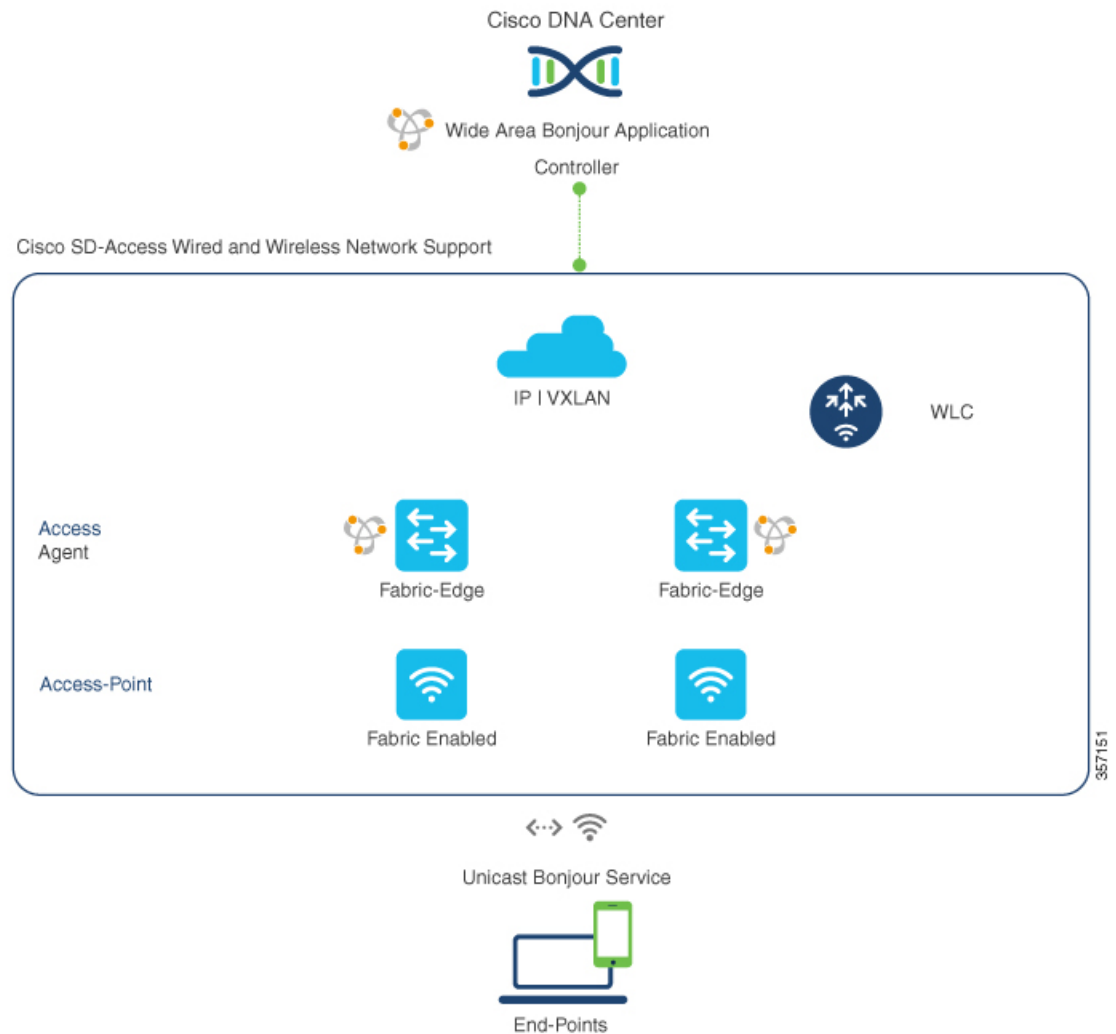 Cisco DNA Center
Wide Area Bonjour Application
Controller
Cisco SD-Access Wired and Wireless Network Support
IP | VXLAN
WLC
Access
Agent
Fabric-Edge
Fabric-Edge
Access-Point
Fabric Enabled
Fabric Enabled
357151
Unicast Bonjour Service
End-Points